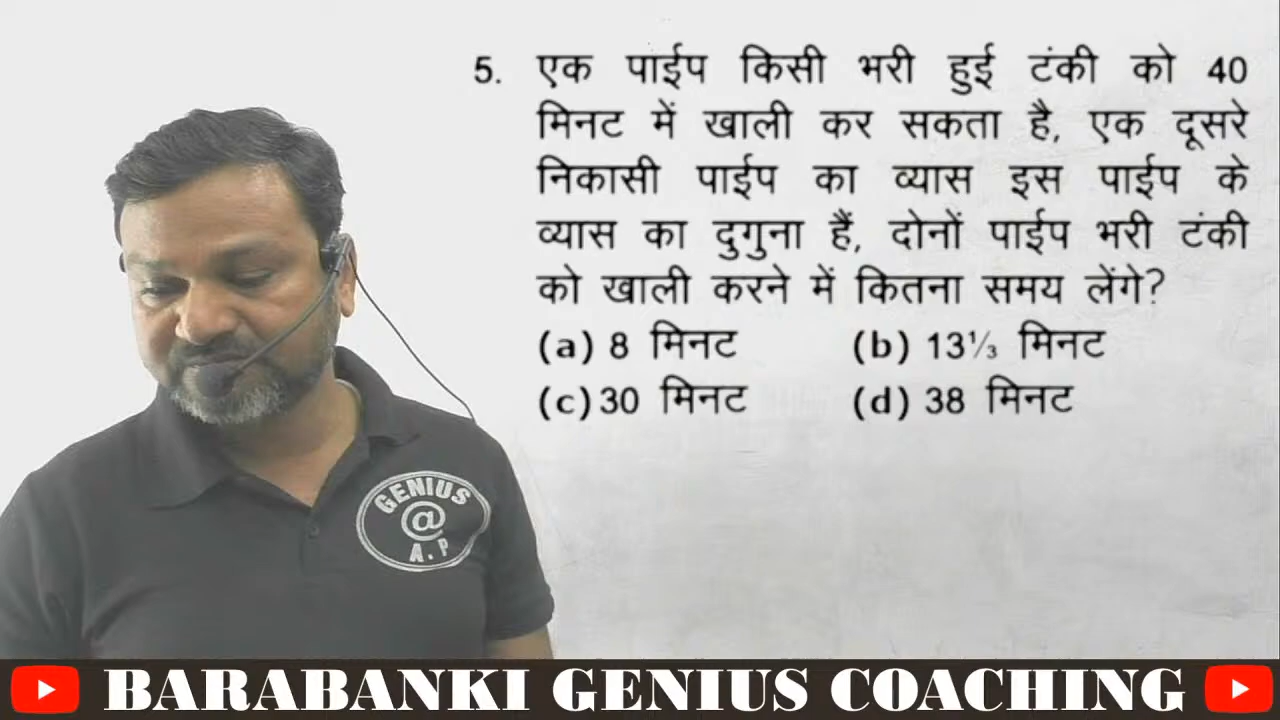 5. एक पाईप किसी भरी हुई टंकी को 40
मिनट में खाली कर सकता है, एक दूसरे
निकासी पाईप का व्यास इस पाईप के
व्यास का दुगुना हैं, दोनों पाईप भरी टंकी
को खाली करने में कितना समय लेंगे?
(a) 8 मिनट (b) 13⅓ मिनट
(c) 30 मिनट (d) 38 मिनट
GENIUS
@
A.P
BARABANKI GENIUS COACHING